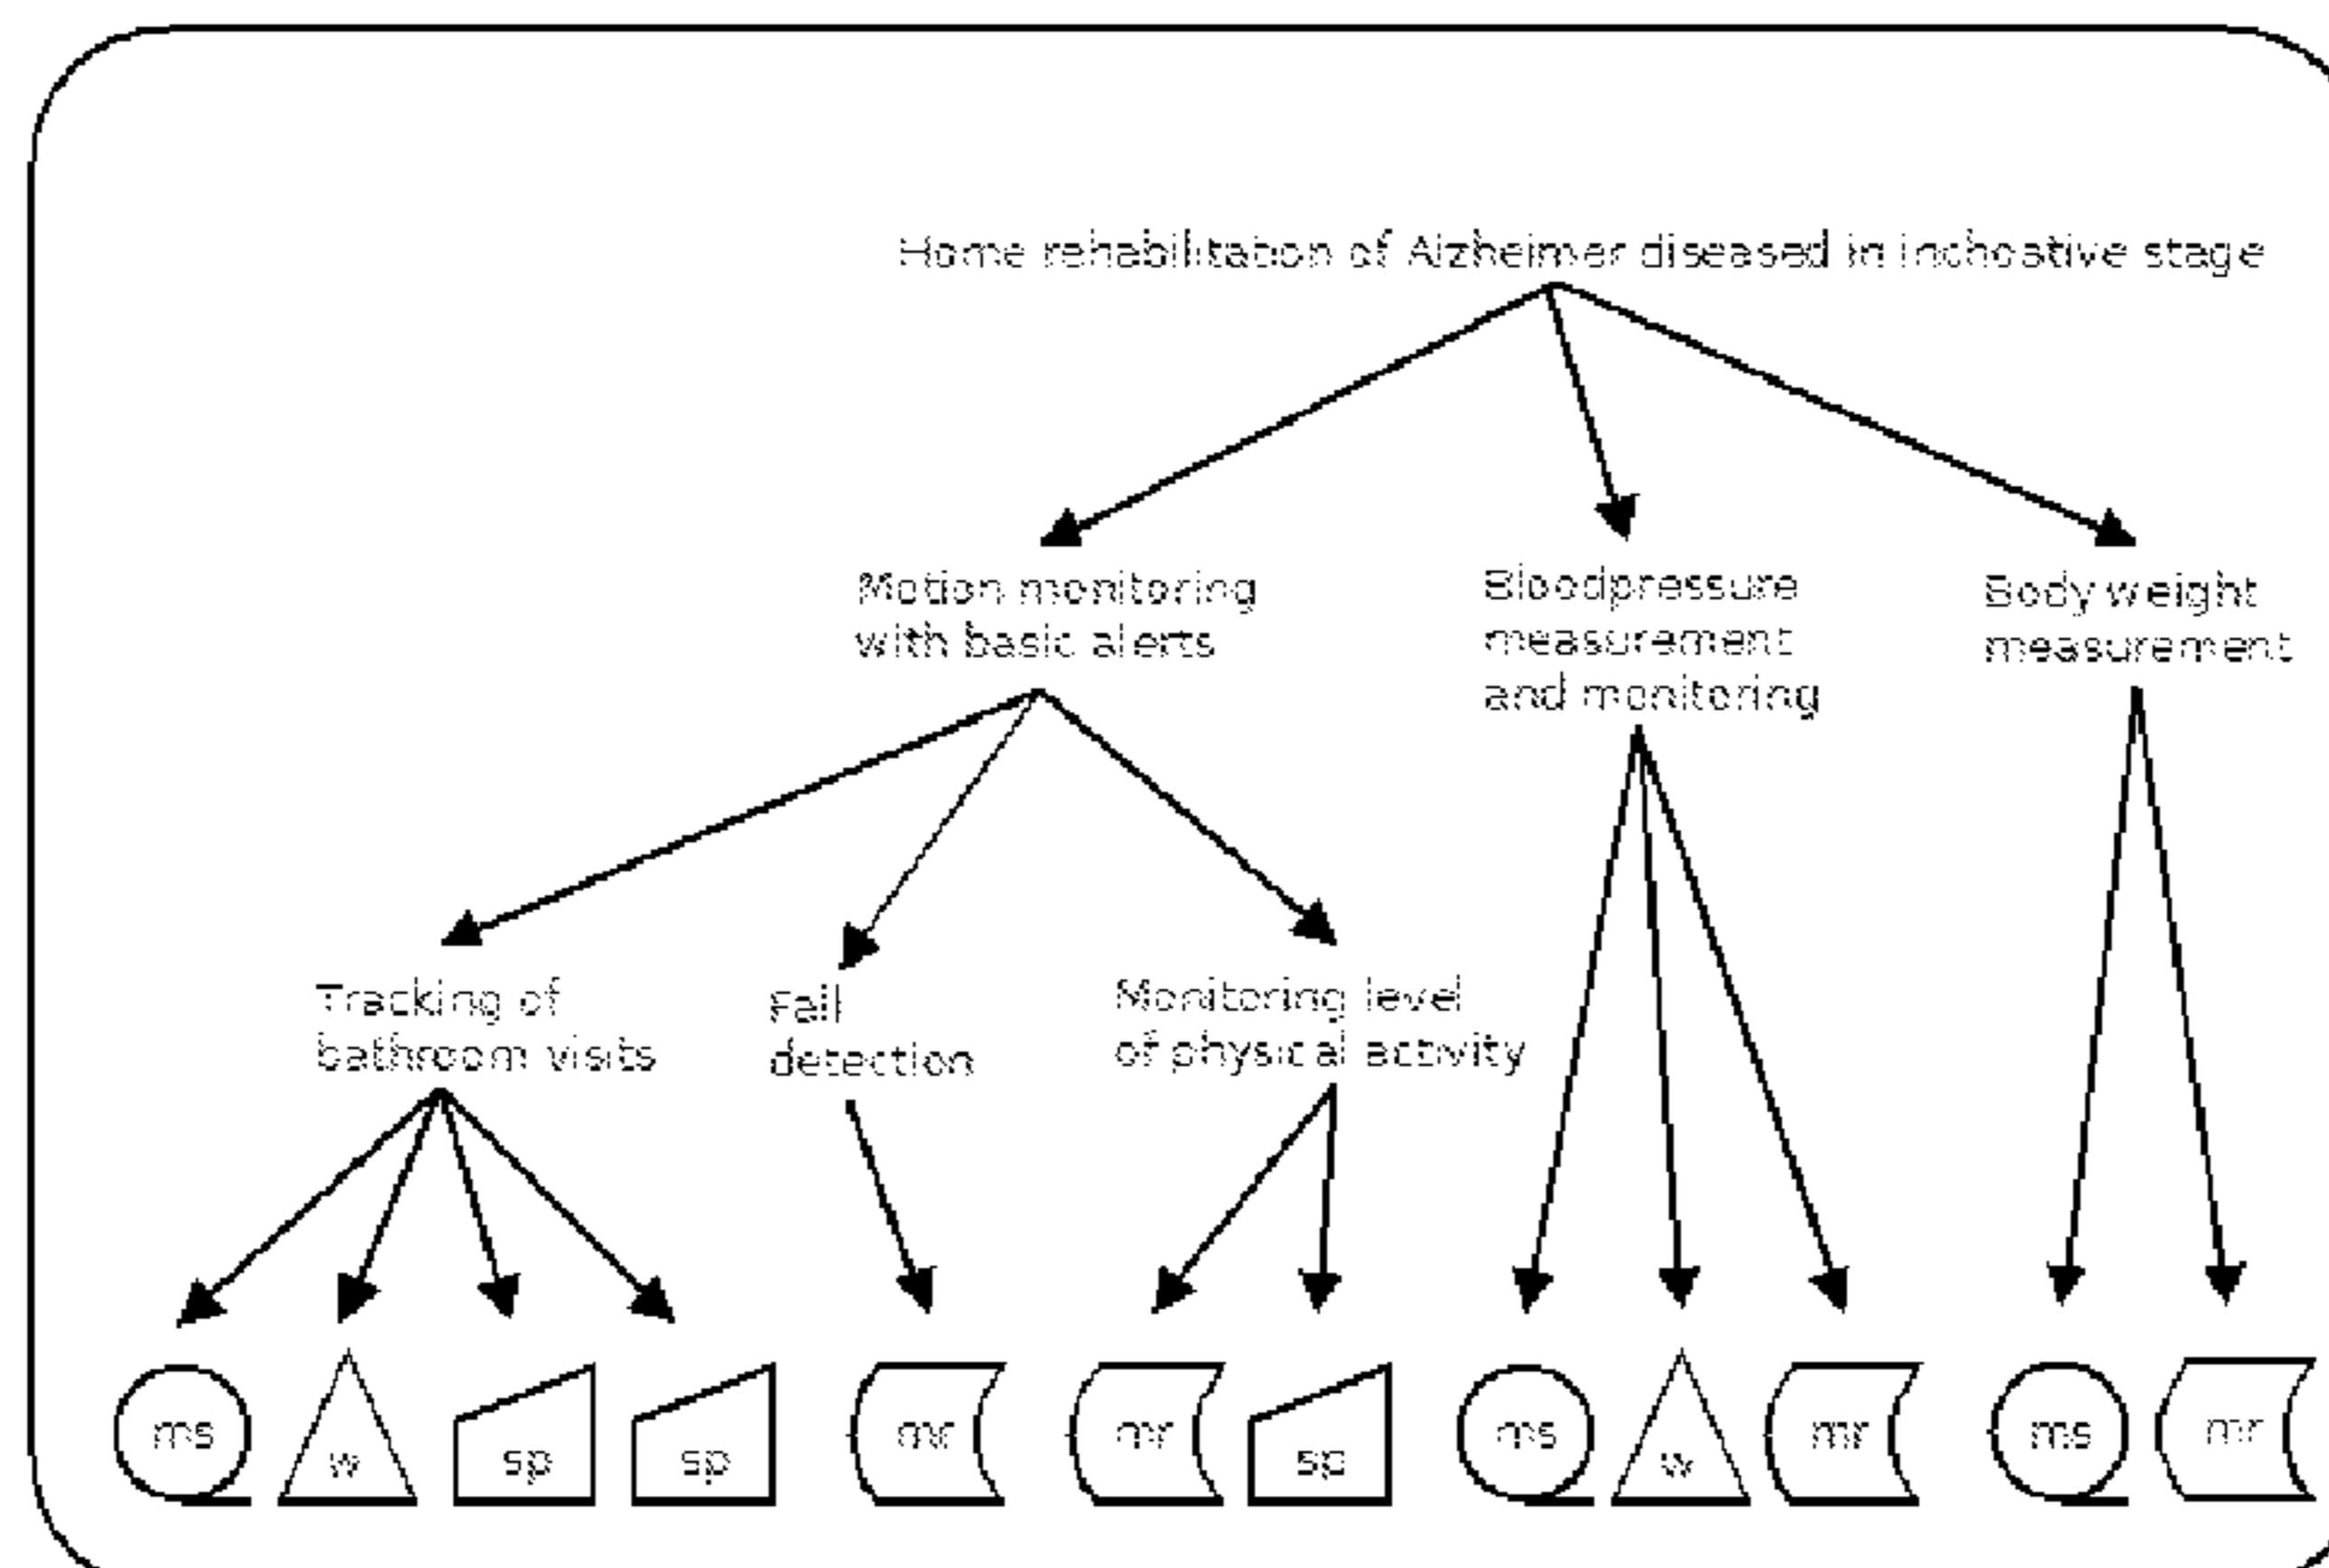 Home rehabilitation of Alzheimer diseased in inchoative stage
Motion monitoring
with basic alerts
Bloodpressure
measurement
and monitoring
Body weight
measurement
Tracking of
bathroom visits
Fall
detection
Monitoring level
of physical activity
ms
w
sp
sp
mr
mr
sp
ms
w
mr
ms
mr